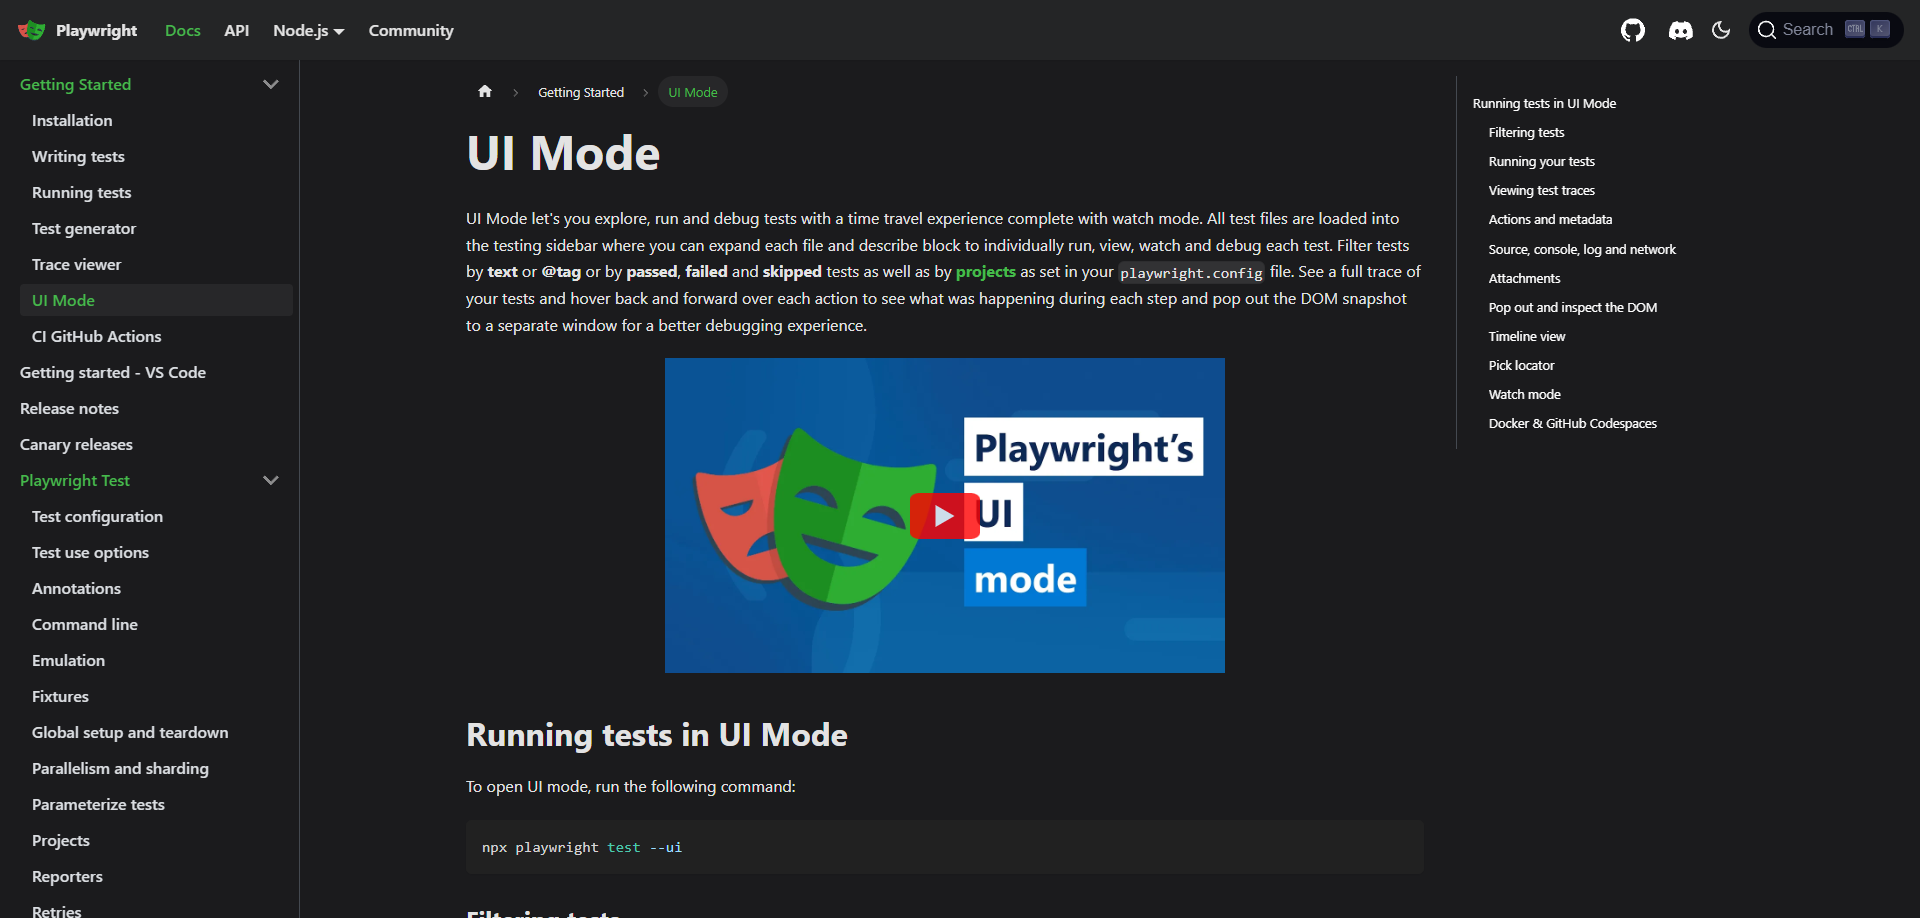 Playwright Docs API Node.js Community Search CTRL K
Getting Started
Installation
Writing tests
Running tests
Test generator
Trace viewer
UI Mode
CI GitHub Actions
Getting started - VS Code
Release notes
Canary releases
Playwright Test
Test configuration
Test use options
Annotations
Command line
Emulation
Fixtures
Global setup and teardown
Parallelism and sharding
Parameterize tests
Projects
Reporters
Retries
Getting Started UI Mode
UI Mode
UI Mode let's you explore, run and debug tests with a time travel experience complete with watch mode. All test files are loaded into
the testing sidebar where you can expand each file and describe block to individually run, view, watch and debug each test. Filter tests
by text or @tag or by passed, failed and skipped tests as well as by projects as set in your playwright.config file. See a full trace of
your tests and hover back and forward over each action to see what was happening during each step and pop out the DOM snapshot
to a separate window for a better debugging experience.
Playwright's
UI
mode
Running tests in UI Mode
To open UI mode, run the following command:
npx playwright test --ui
Filtering tests
Running tests in UI Mode
Filtering tests
Running your tests
Viewing test traces
Actions and metadata
Source, console, log and network
Attachments
Pop out and inspect the DOM
Timeline view
Pick locator
Watch mode
Docker & GitHub Codespaces